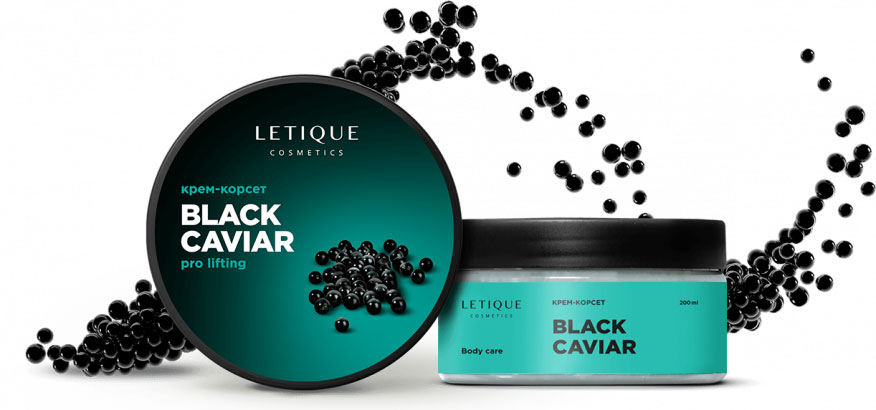 LETIQUE
COSMETICS
крем-корсет
BLACK
CAVIAR
pro lifting
LETIQUE
COSMETICS
Body care
КРЕМ-КОРСЕТ
BLACK
CAVIAR
200 ml